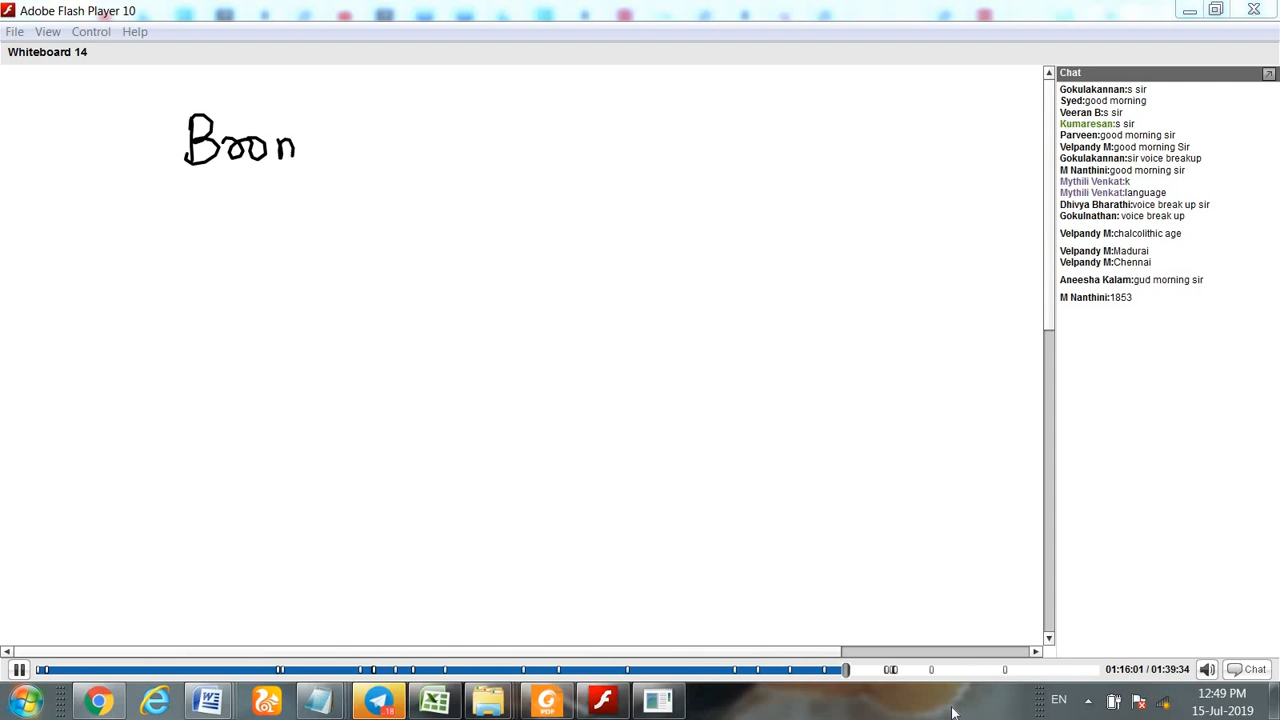 Adobe Flash Player 10
File View Control Help
Whiteboard 14
Bron
Chat
Gokulakannan:s sir
Syed:good morning
Veeran B:s sir
Kumaresan:s sir
Parveen:good morning sir
Velpandy M:good morning Sir
Gokulakannan:sir voice breakup
M Nanthini:good morning sir
Mythili Venkat:k
Mythili Venkat:language
Dhivya Bharathi:voice break up sir
Gokulnathan: voice break up
Velpandy M:chalcolithic age
Velpandy M:Madurai
Velpandy M:Chennai
Aneesha Kalam:gud morning sir
M Nanthini:1853
01:16:01 / 01:39:34 Chat
18
PDF
EN
12:49 PM
15-Jul-2019